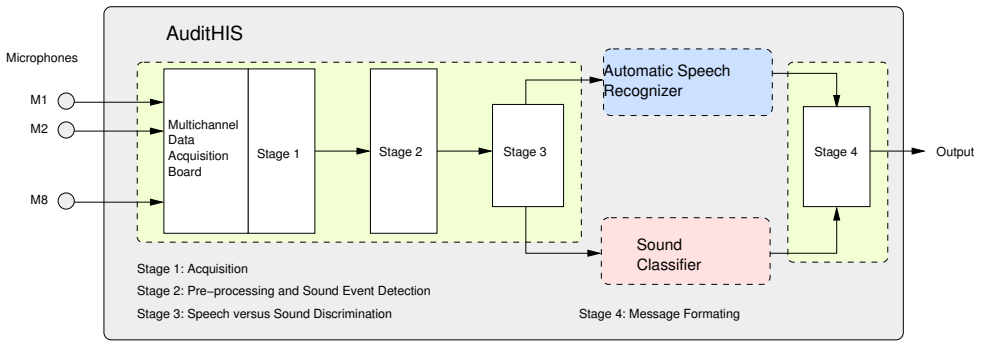 AuditHIS
Microphones
M1
M2
M8
Multichannel
Data
Acquisition
Board
Stage 1
Stage 2
Stage 3
Automatic Speech
Recognizer
Sound
Classifier
Stage 4
Output
Stage 1: Acquisition
Stage 2: Pre−processing and Sound Event Detection
Stage 3: Speech versus Sound Discrimination
Stage 4: Message Formating